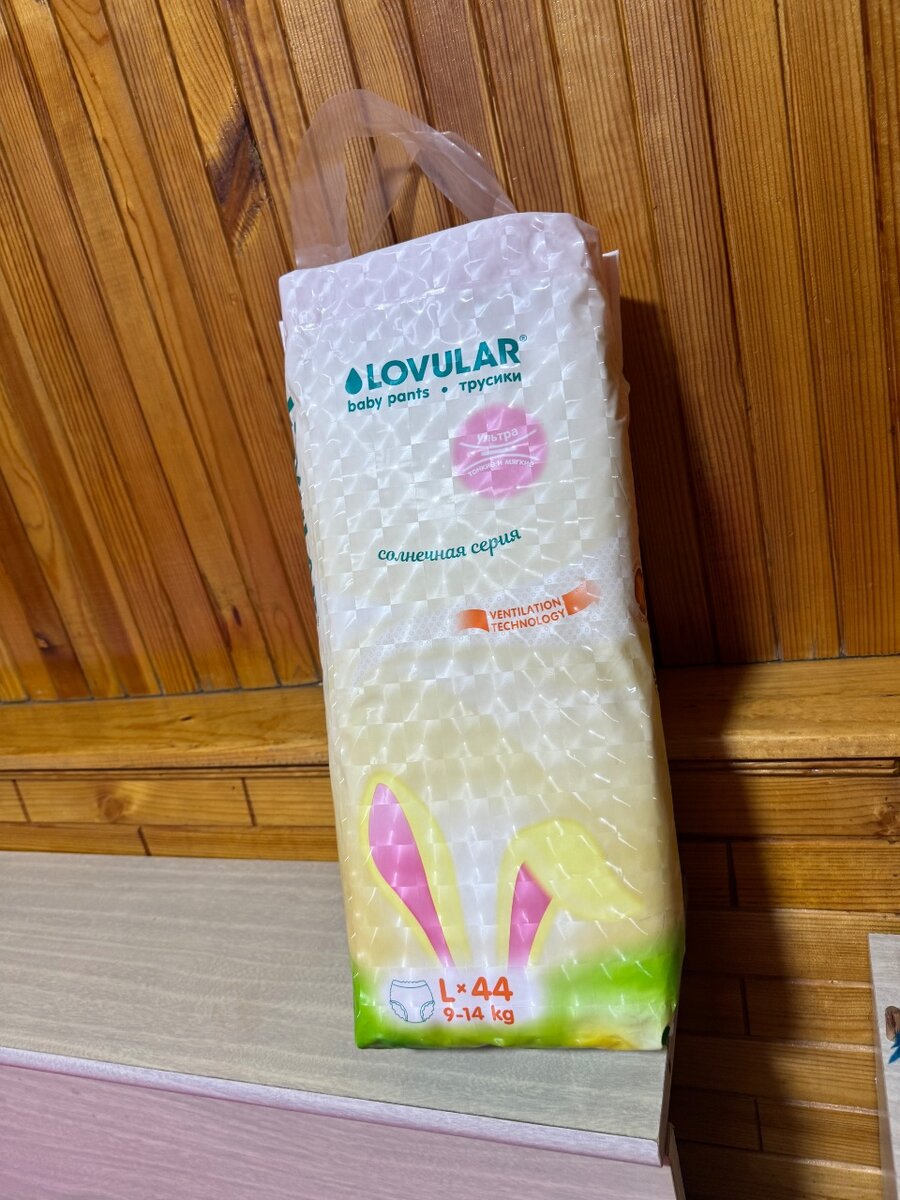 LOVULAR®
baby pants • трусики
Ультра
тонкие и мягкие
солнечная серия
VENTILATION
TECHNOLOGY
L × 44
9-14 kg